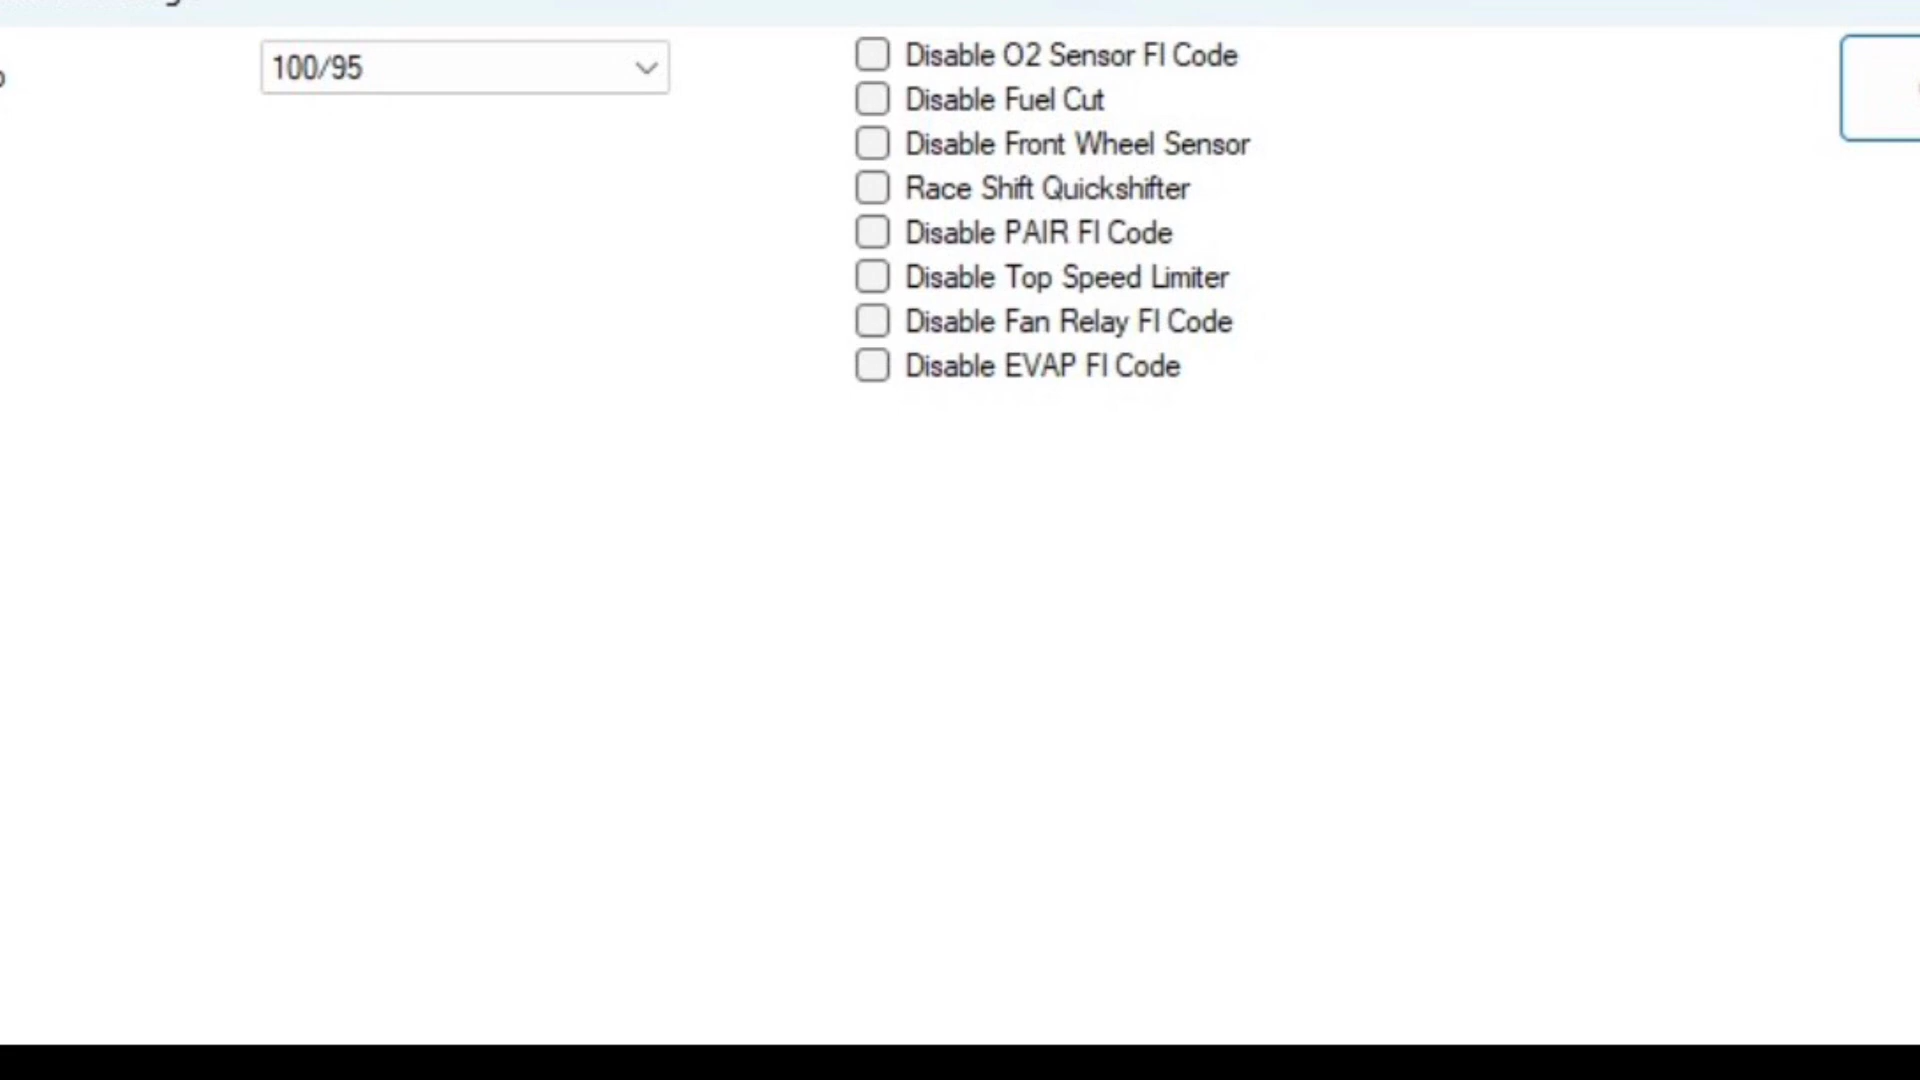 100/95
Disable O2 Sensor FI Code
Disable Fuel Cut
Disable Front Wheel Sensor
Race Shift Quickshifter
Disable PAIR FI Code
Disable Top Speed Limiter
Disable Fan Relay FI Code
Disable EVAP FI Code